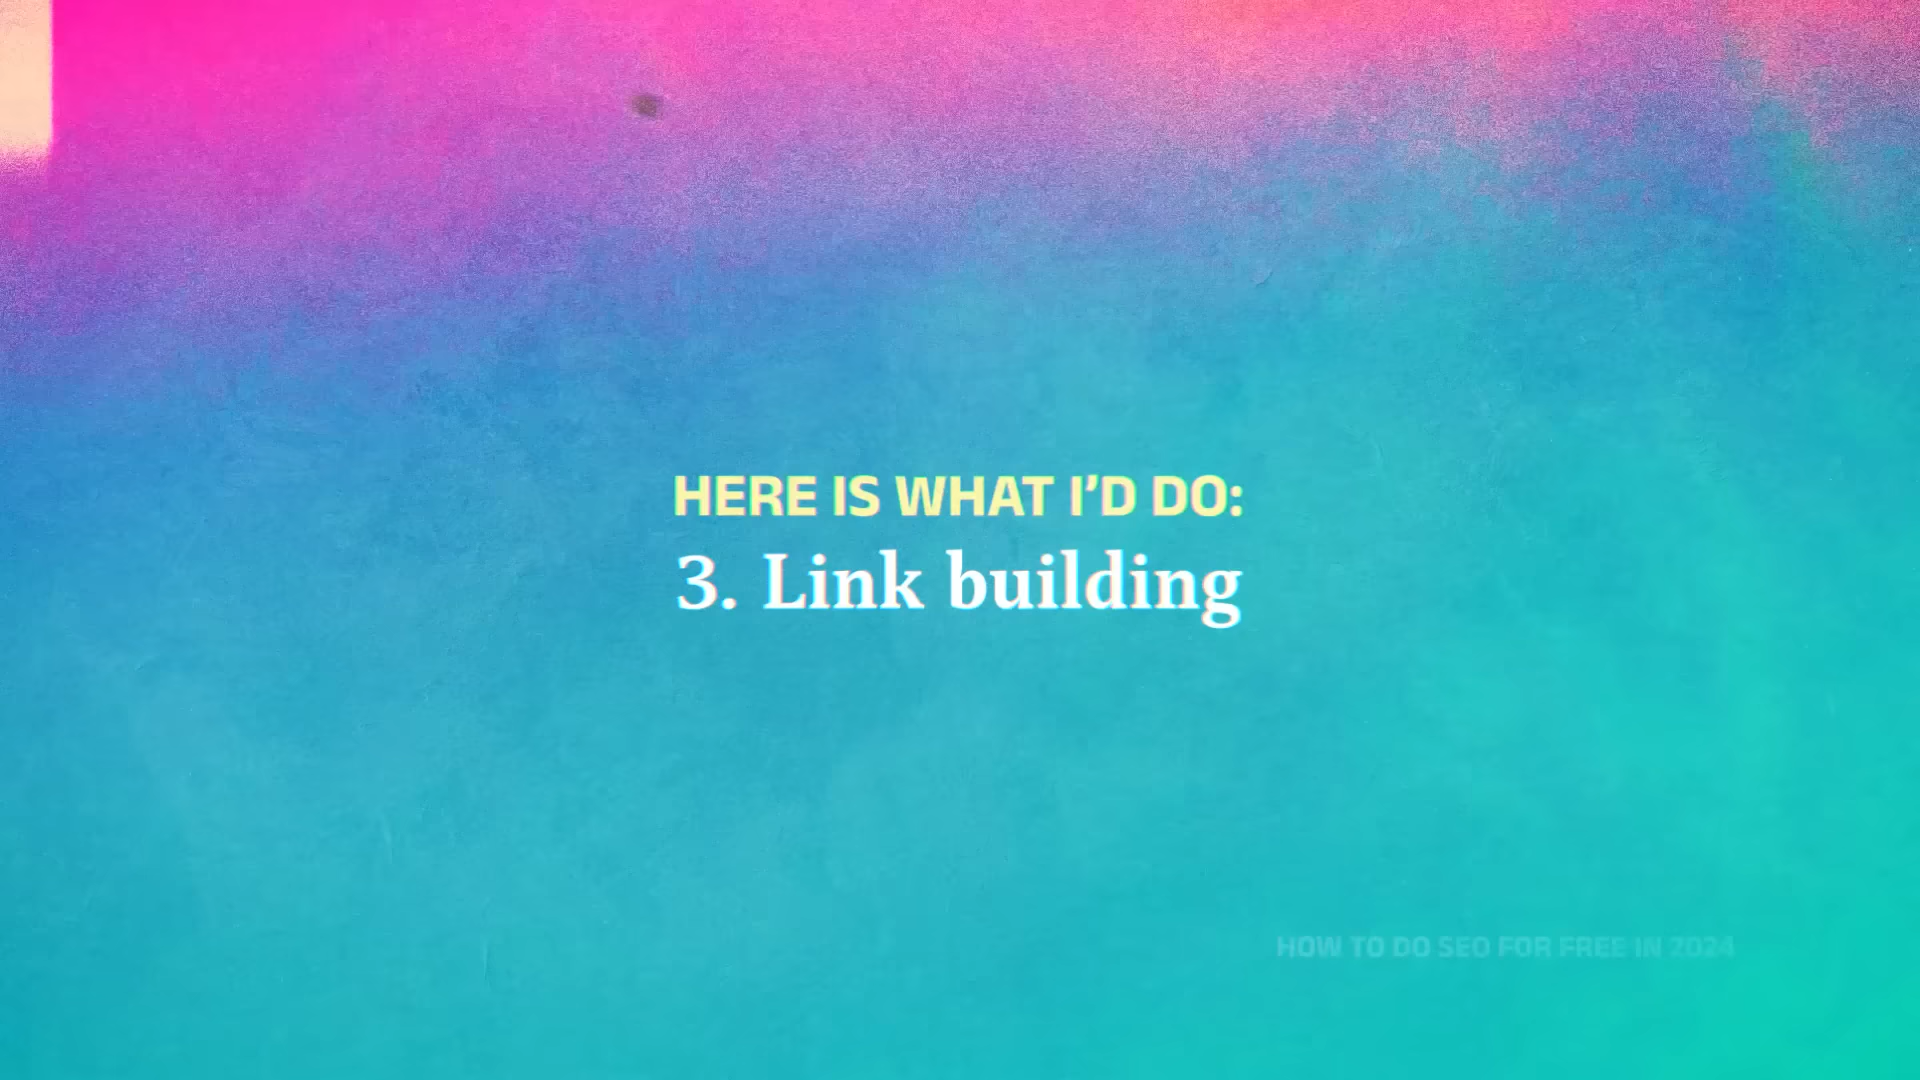 HERE IS WHAT I’D DO:
3. Link building
HOW TO DO SEO FOR FREE IN 2024